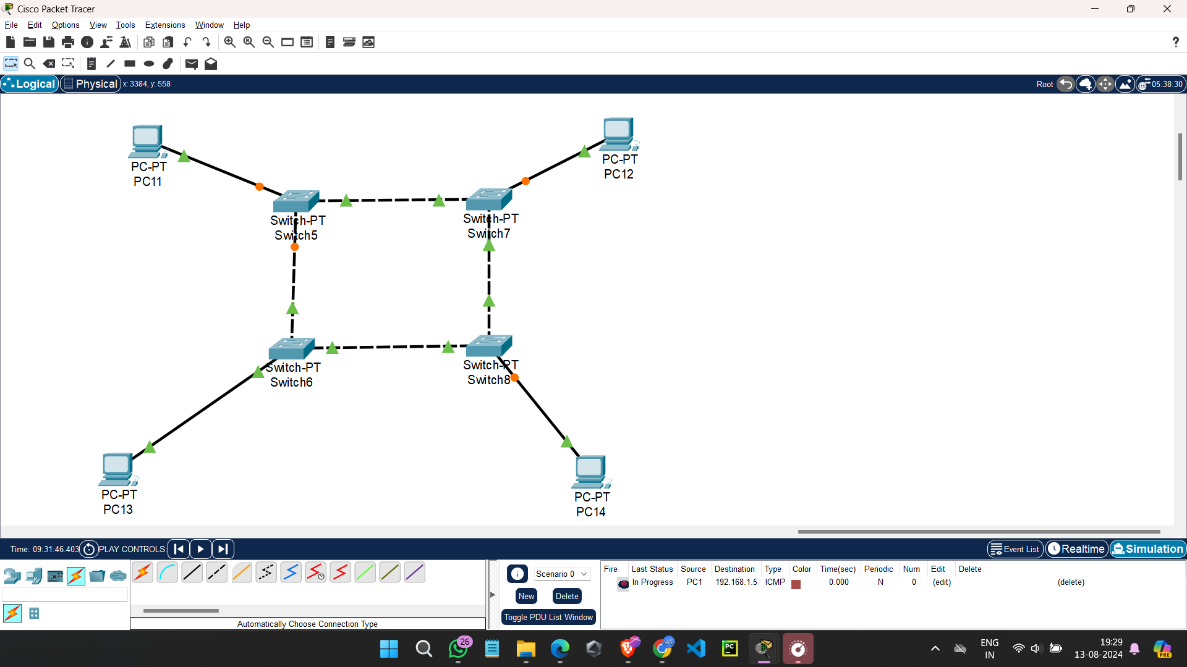 Cisco Packet Tracer
File Edit Options View Tools Extensions Window Help
?
Logical Physical x: 3384, y: 558 Root 05:38:30
PC-PT
PC11
PC-PT
PC12
Switch-PT
Switch5
Switch-PT
Switch7
Switch-PT
Switch6
Switch-PT
Switch8
PC-PT
PC13
PC-PT
PC14
Time: 09:31:46.403 PLAY CONTROLS: Event List Realtime Simulation
Scenario 0
New Delete
Toggle PDU List Window
Fire Last Status Source Destination Type Color Time(sec) Periodic Num Edit Delete
In Progress PC1 192.168.1.5 ICMP 0.000 N 0 (edit) (delete)
Automatically Choose Connection Type
26
PC
ENG
IN
19:29
13-08-2024
PRE